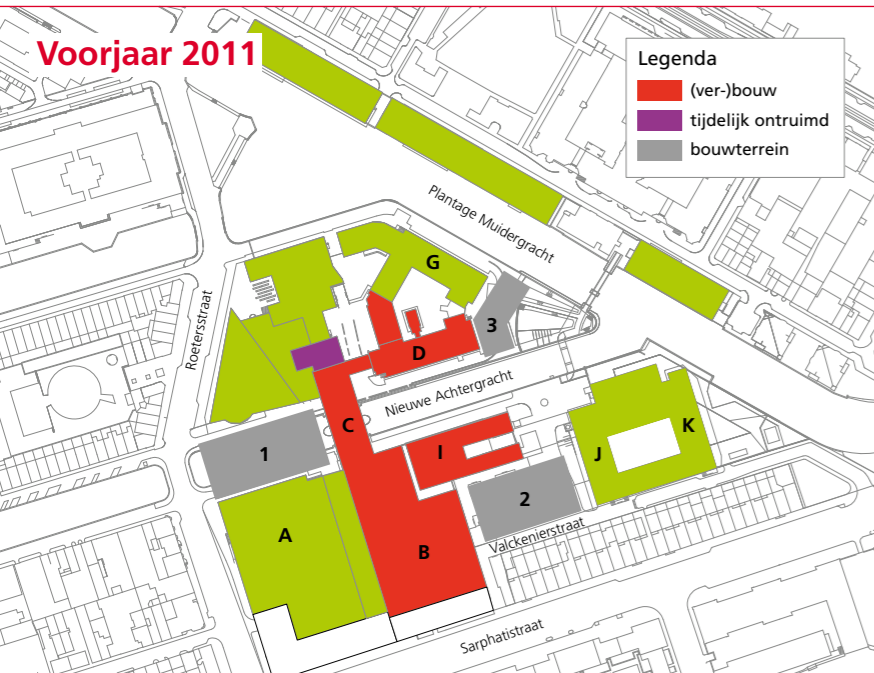 Voorjaar 2011
Legenda
(ver-)bouw
tijdelijk ontruimd
bouwterrein
Plantage Muidergracht
G
Roetersstraat
3
D
Nieuwe Achtergracht
C
K
1
I
J
2
A
Valckenierstraat
B
Sarphatistraat